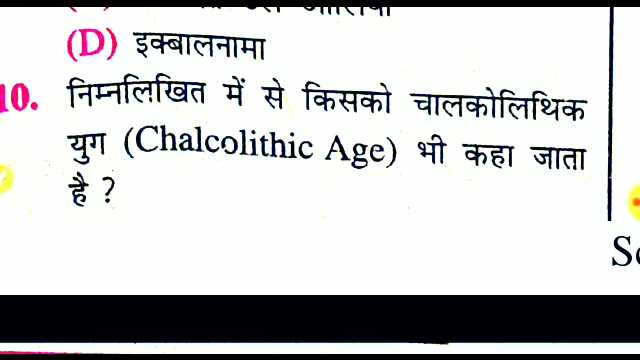 (D) इक्बालनामा
10. निम्नलिखित में से किसको चालकोलिथिक
युग (Chalcolithic Age) भी कहा जाता
है ?